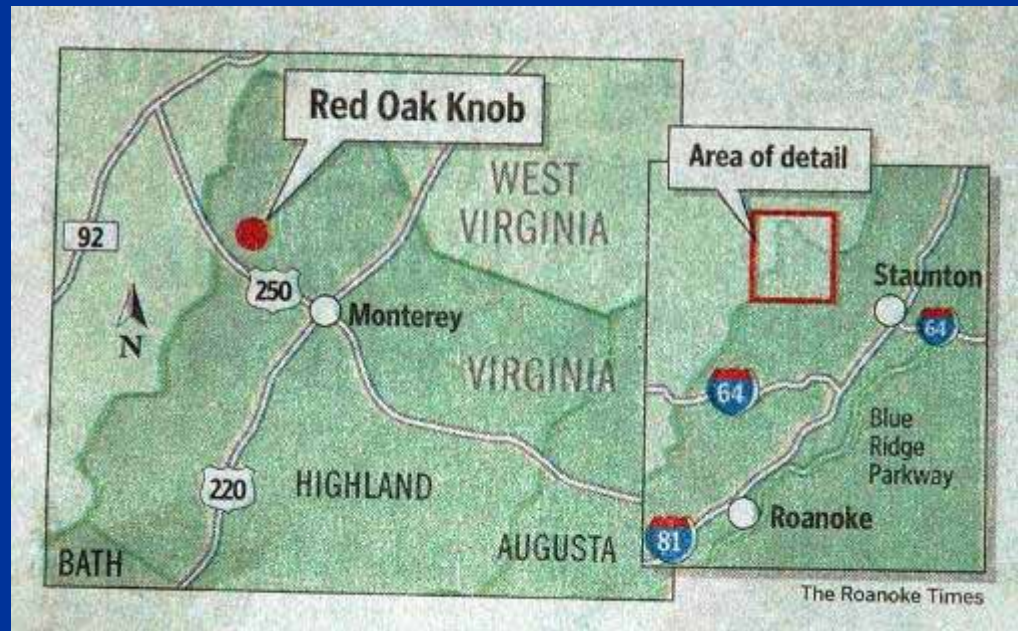 Red Oak Knob
WEST
VIRGINIA
92
250
N
Monterey
VIRGINIA
220
HIGHLAND
BATH
AUGUSTA
Area of detail
Staunton
64
64
Blue
Ridge
Parkway
Roanoke
81
The Roanoke Times